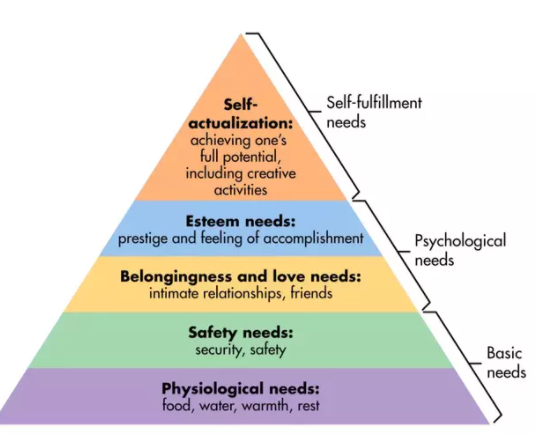 Self-
actualization:
achieving one's
full potential,
including creative
activities
Self-fulfillment
needs
Esteem needs:
prestige and feeling of accomplishment
Psychological
needs
Belongingness and love needs:
intimate relationships, friends
Safety needs:
security, safety
Basic
needs
Physiological needs:
food, water, warmth, rest